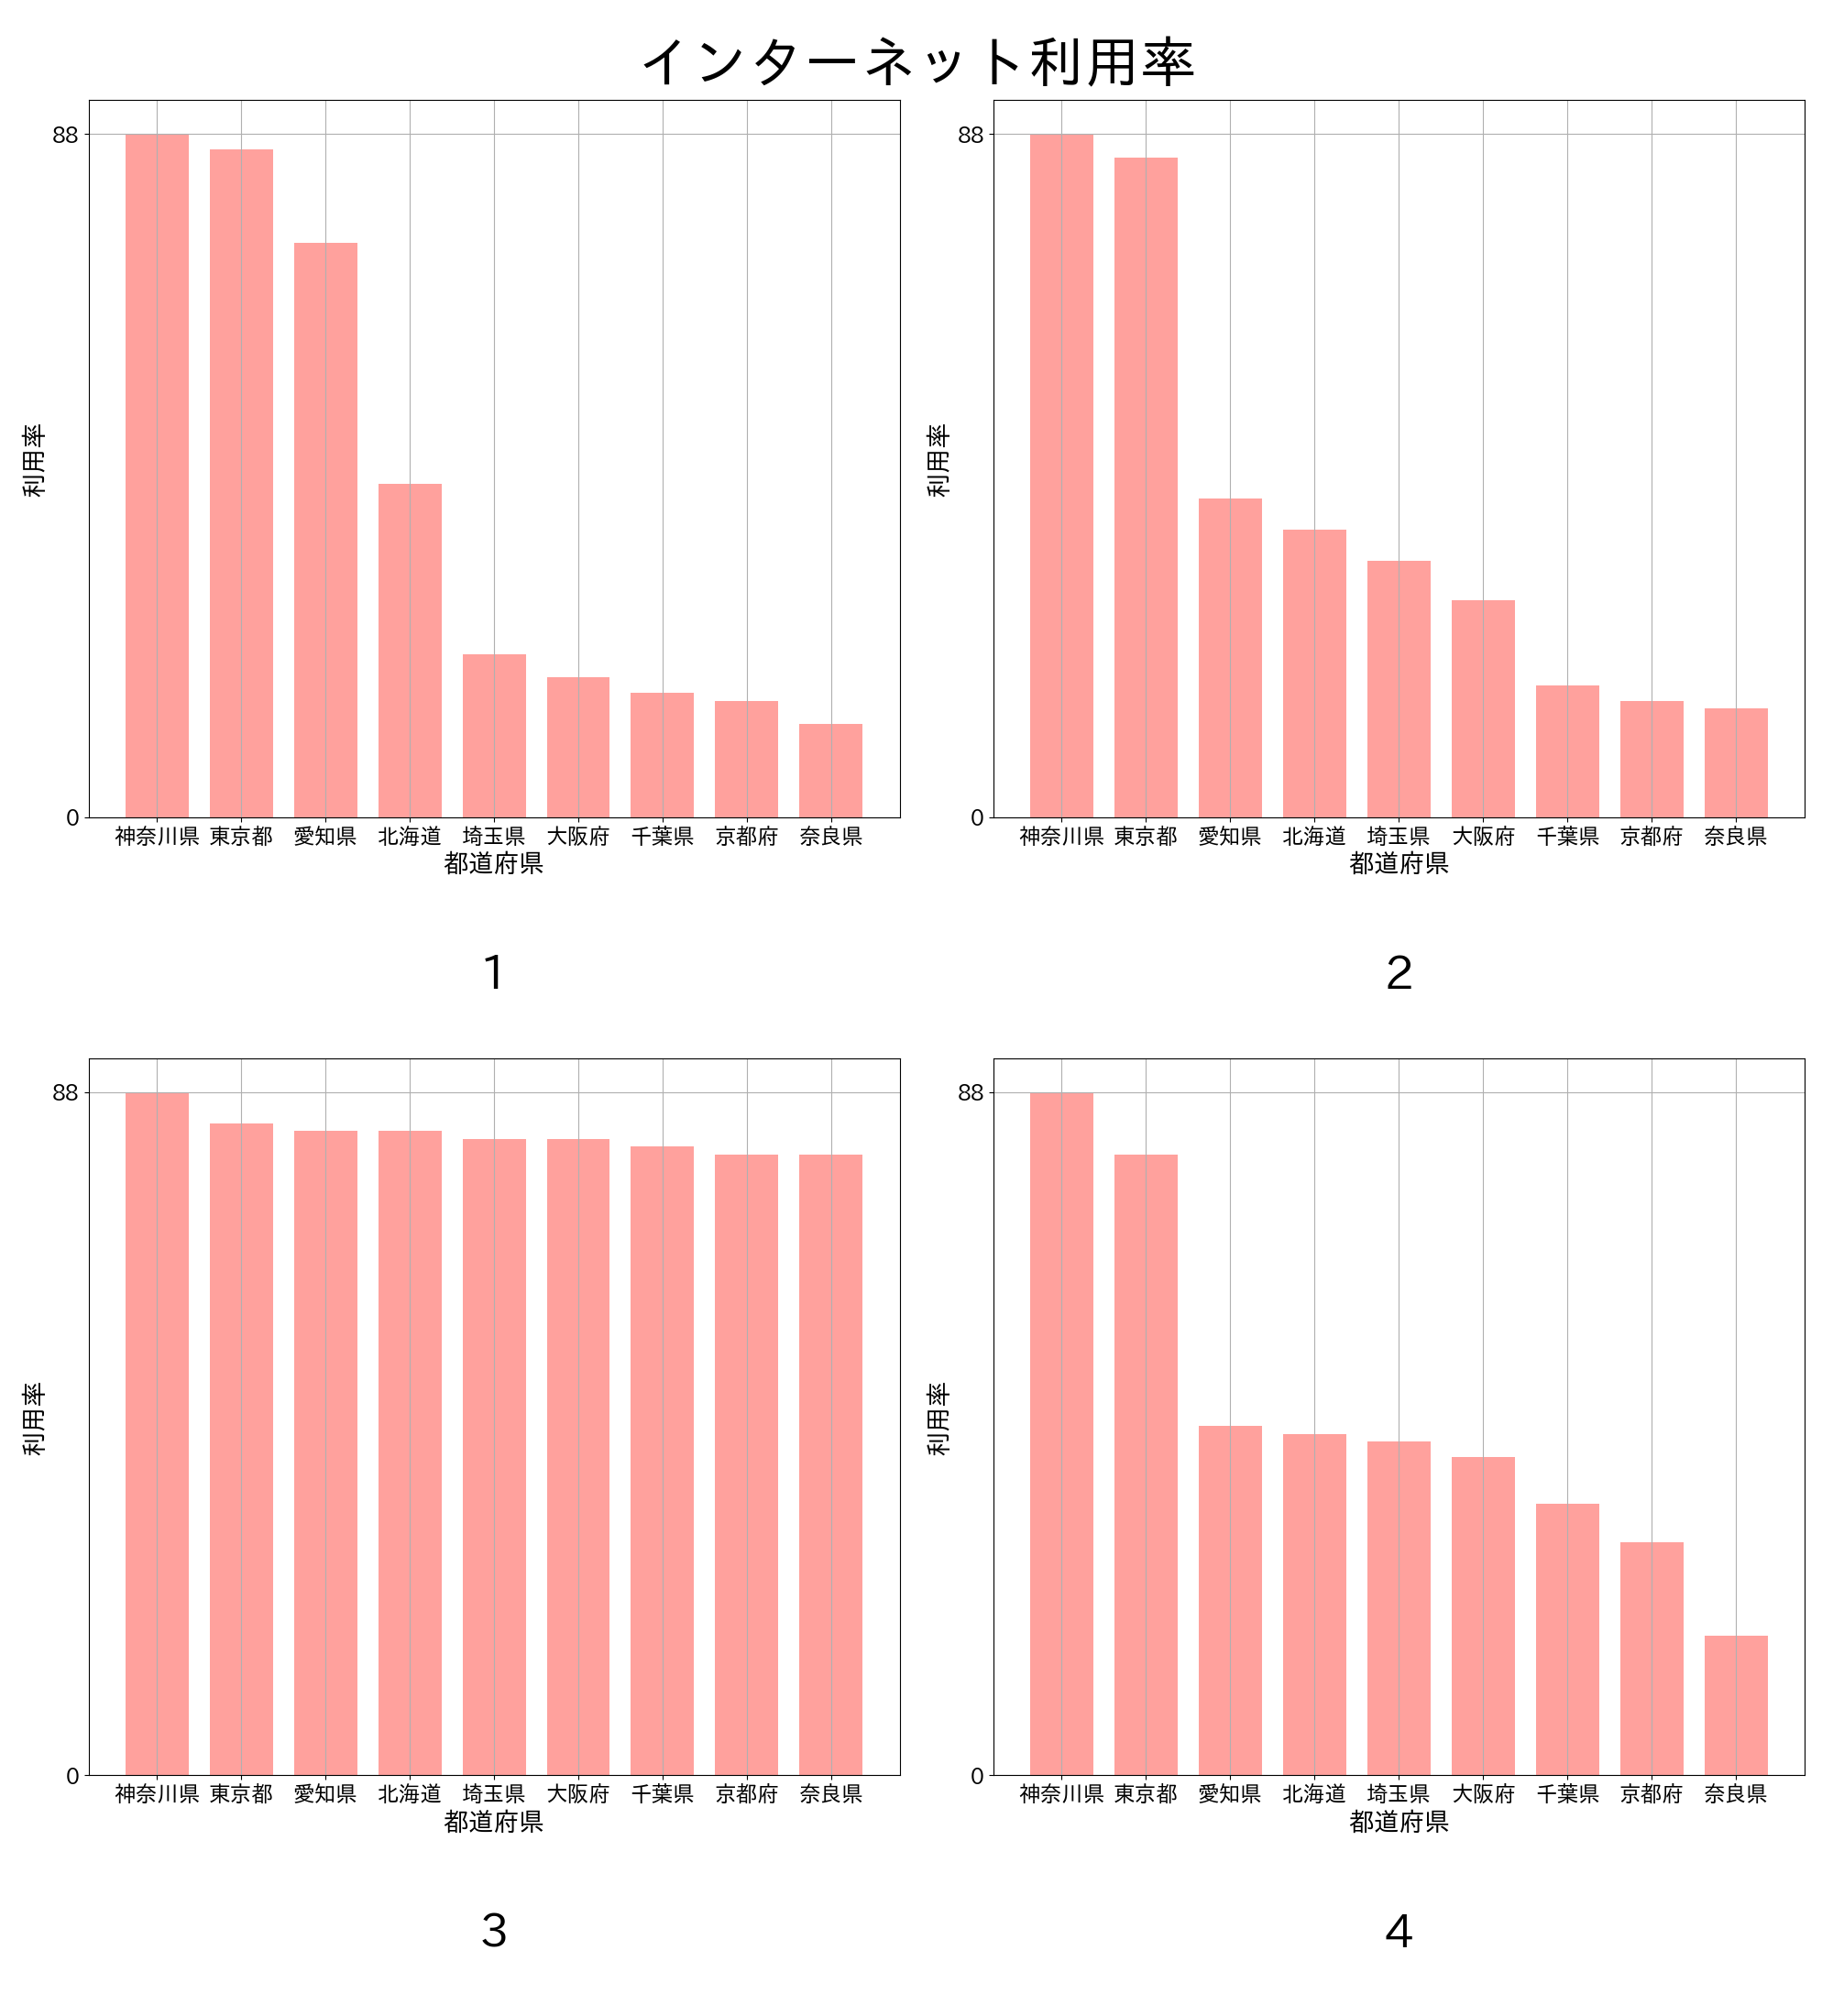 インターネット利用率
88
0
利用率
神奈川県 東京都 愛知県 北海道 埼玉県 大阪府 千葉県 京都府 奈良県
都道府県
1
88
0
利用率
神奈川県 東京都 愛知県 北海道 埼玉県 大阪府 千葉県 京都府 奈良県
都道府県
2
88
0
利用率
神奈川県 東京都 愛知県 北海道 埼玉県 大阪府 千葉県 京都府 奈良県
都道府県
3
88
0
利用率
神奈川県 東京都 愛知県 北海道 埼玉県 大阪府 千葉県 京都府 奈良県
都道府県
4